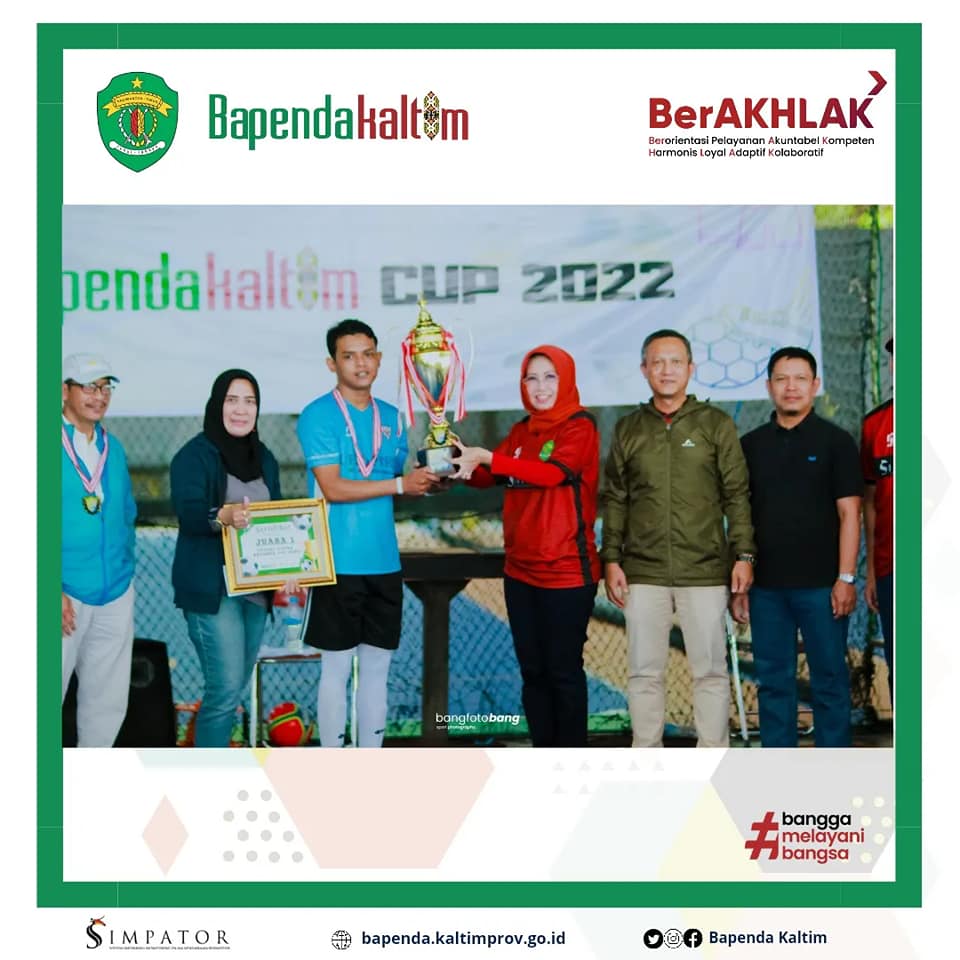 Bapendakaltim
BerAKHLAK
Berorientasi Pelayanan Akuntabel Kompeten
Harmonis Loyal Adaptif Kolaboratif
pendakaltim CUP 2022
JUARA 1
bangfotobang
#bangga
melayani
bangsa
SIMPATOR
bapenda.kaltimprov.go.id
Bapenda Kaltim